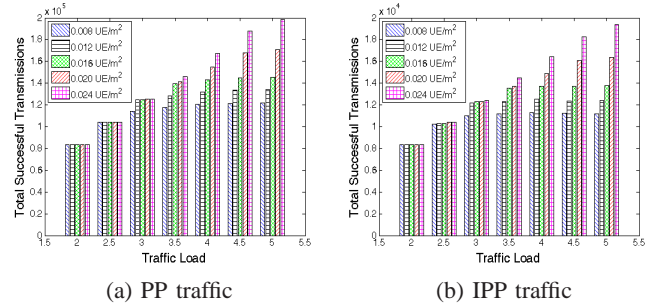 x 10^5
2
1.8
1.6
1.4
1.2
1
0.8
0.6
0.4
0.2
0
Total Successful Transmissions
0.008 UE/m²
0.012 UE/m²
0.016 UE/m²
0.020 UE/m²
0.024 UE/m²
1.5 2 2.5 3 3.5 4 4.5 5 5.5
Traffic Load
(a) PP traffic
x 10^4
2
1.8
1.6
1.4
1.2
1
0.8
0.6
0.4
0.2
0
Total Successful Transmissions
0.008 UE/m²
0.012 UE/m²
0.016 UE/m²
0.020 UE/m²
0.024 UE/m²
1.5 2 2.5 3 3.5 4 4.5 5 5.5
Traffic Load
(b) IPP traffic